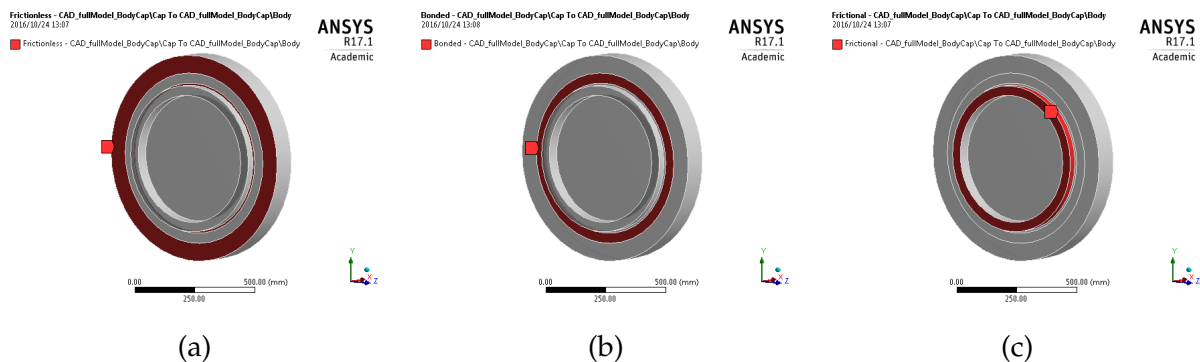 Frictionless - CAD_fullModel_BodyCap\Cap To CAD_fullModel_BodyCap\Body
2016/10/24 13:07
Frictionless - CAD_fullModel_BodyCap\Cap To CAD_fullModel_BodyCap\Body
ANSYS
R17.1
Academic
Y
X
Z
0.00
500.00 (mm)
250.00
(a)
Bonded - CAD_fullModel_BodyCap\Cap To CAD_fullModel_BodyCap\Body
2016/10/24 13:08
Bonded - CAD_fullModel_BodyCap\Cap To CAD_fullModel_BodyCap\Body
ANSYS
R17.1
Academic
Y
X
Z
0.00
500.00 (mm)
250.00
(b)
Frictional - CAD_fullModel_BodyCap\Cap To CAD_fullModel_BodyCap\Body
2016/10/24 13:08
Frictional - CAD_fullModel_BodyCap\Cap To CAD_fullModel_BodyCap\Body
ANSYS
R17.1
Academic
Y
X
Z
0.00
500.00 (mm)
250.00
(c)